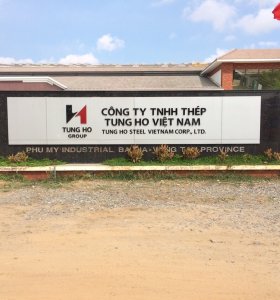 TUNG HO
GROUP
CÔNG TY TNHH THÉP
TUNG HO VIỆT NAM
TUNG HO STEEL VIETNAM CORP., LTD.
PHU MY INDUSTRIAL BA RIA-VUNG TAU PROVINCE